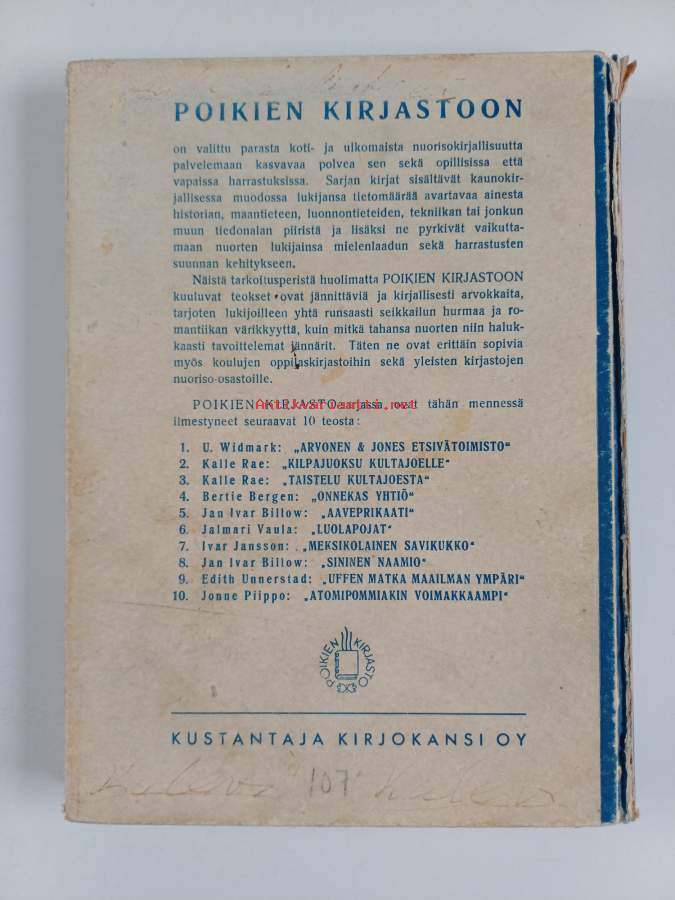 POIKIEN KIRJASTOON
on valittu parasta koti- ja ulkomaista nuorisokirjallisuutta
palvelemaan kasvavaa polvea sen sekä opillisissa että
vapaissa harrastuksissa. Sarjan kirjat sisältävät kaunokir-
jallisessa muodossa lukijansa tietomäärää avartavaa ainesta
historian, maantieteen, luonnontieteiden, tekniikan tai jonkun
muun tiedonalan piiristä ja lisäksi ne pyrkivät vaikutta-
maan nuorten lukijainsa mielenlaadun sekä harrastusten
suunnan kehitykseen.
Näistä tarkoitusperistä huolimatta POIKIEN KIRJASTOON
kuuluvat teokset ovat jännittäviä ja kirjallisesti arvokkaita,
tarjoten lukijoilleen yhtä runsaasti seikkailun hurmaa ja ro-
mantiikan värikkyyttä, kuin mitkä tahansa nuorten niin haluk-
kaasti tavoittelemat jännärit. Täten ne ovat erittäin sopivia
myös koulujen oppilaskirjastoihin sekä yleisten kirjastojen
nuoriso-osastoille.
POIKIEN KIRJASTO-sarjassa ovat tähän mennessä
Antikvariaatti.net
ilmestyneet seuraavat 10 teosta:
1. U. Widmark: „ARVONEN & JONES ETSIVÄTOIMISTO“
2. Kalle Rae: „KILPAJUOKSU KULTAJOELLE“
3. Kalle Rae: „TAISTELU KULTAJOESTA“
4. Bertie Bergen: „ONNEKAS YHTIÖ“
5. Jan Ivar Billow: „AAVEPRIKAATI“
6. Jalmari Vaula: „LUOLAPOJAT“
7. Ivar Jansson: „MEKSIKOLAINEN SAVIKUKKO“
8. Jan Ivar Billow: „SININEN NAAMIO“
9. Edith Unnerstad: „UFFEN MATKA MAAILMAN YMPÄRI“
10. Jonne Piippo: „ATOMIPOMMIAKIN VOIMAKKAAMPI“
POIKIEN KIRJASTO
KUSTANTAJA KIRJOKANSI OY
107